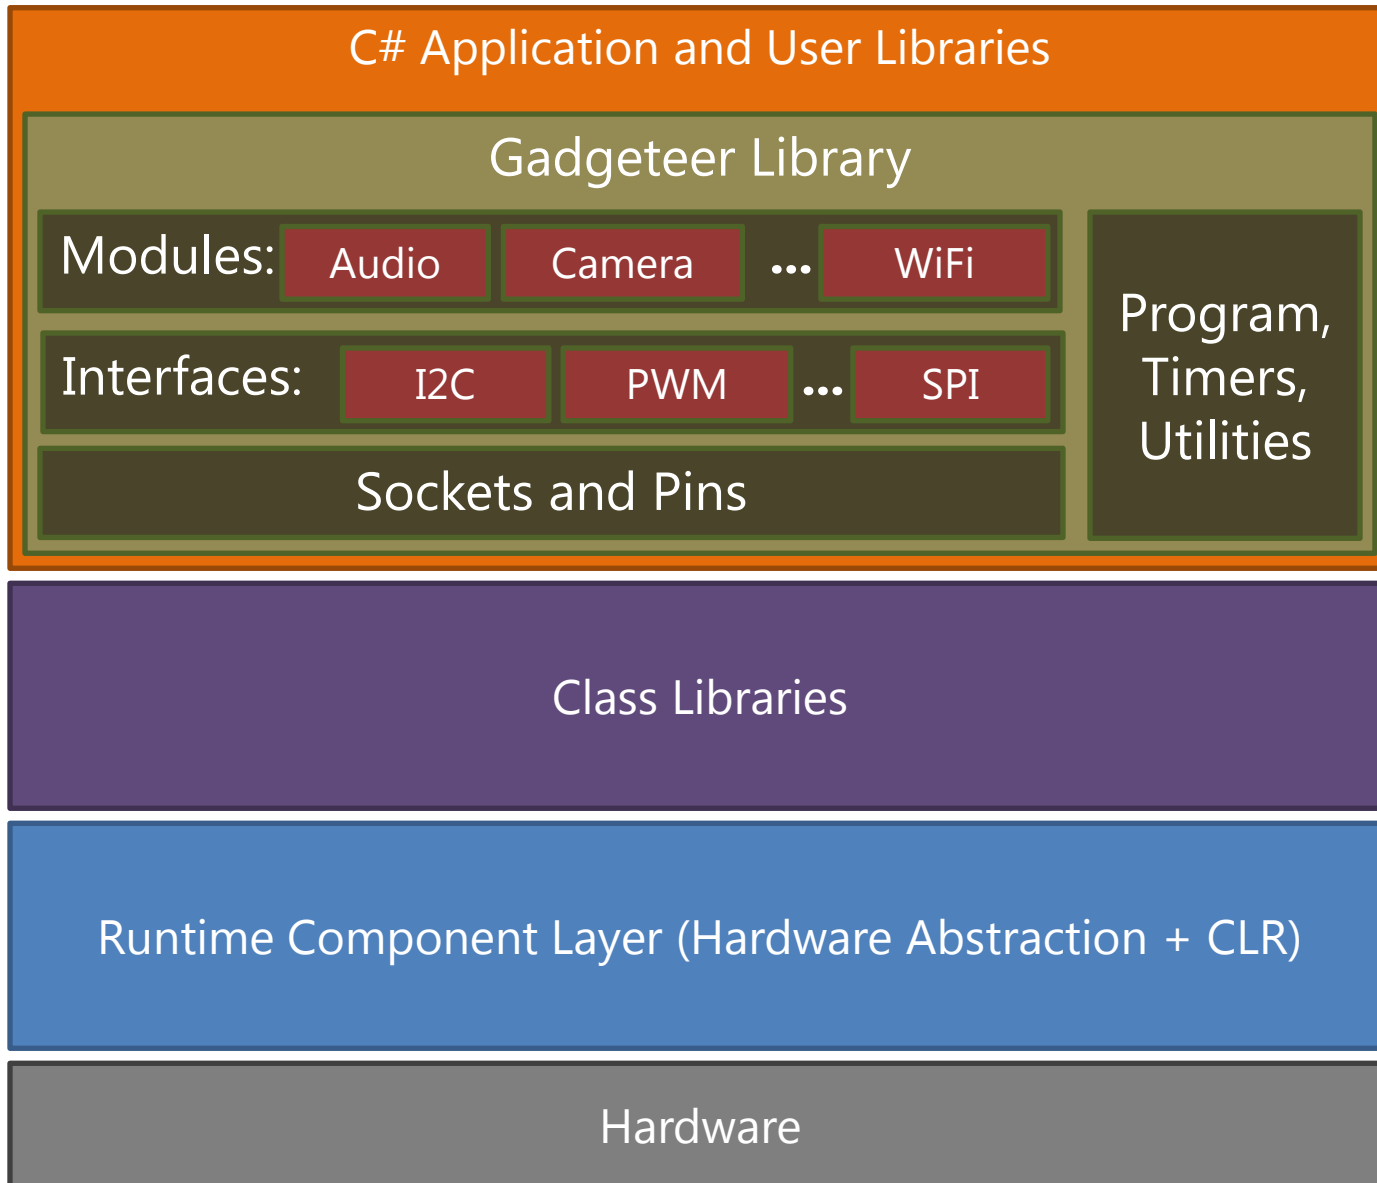 C# Application and User Libraries
Gadgeteer Library
Modules: Audio Camera ... WiFi
Interfaces: I2C PWM ... SPI
Sockets and Pins
Program,
Timers,
Utilities
Class Libraries
Runtime Component Layer (Hardware Abstraction + CLR)
Hardware